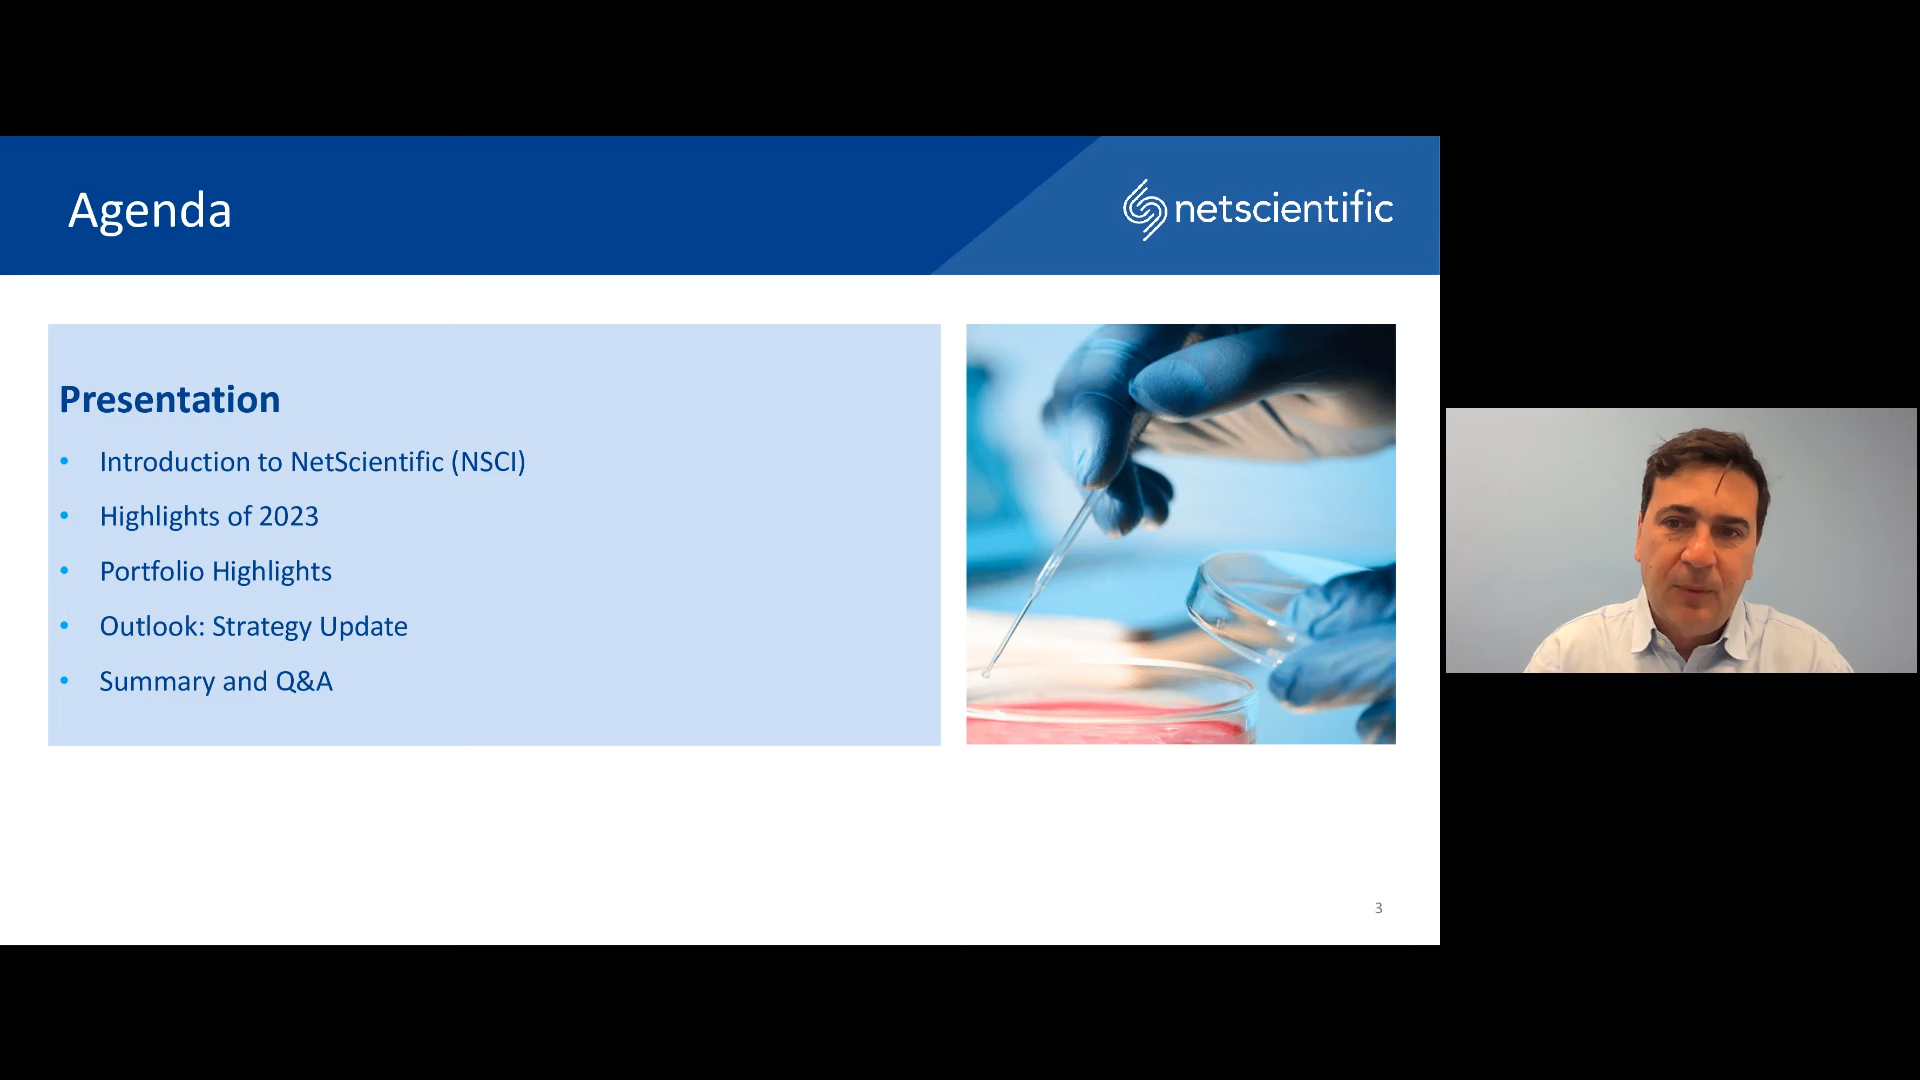 Agenda
netscientific
Presentation
• Introduction to NetScientific (NSCI)
• Highlights of 2023
• Portfolio Highlights
• Outlook: Strategy Update
• Summary and Q&A
3